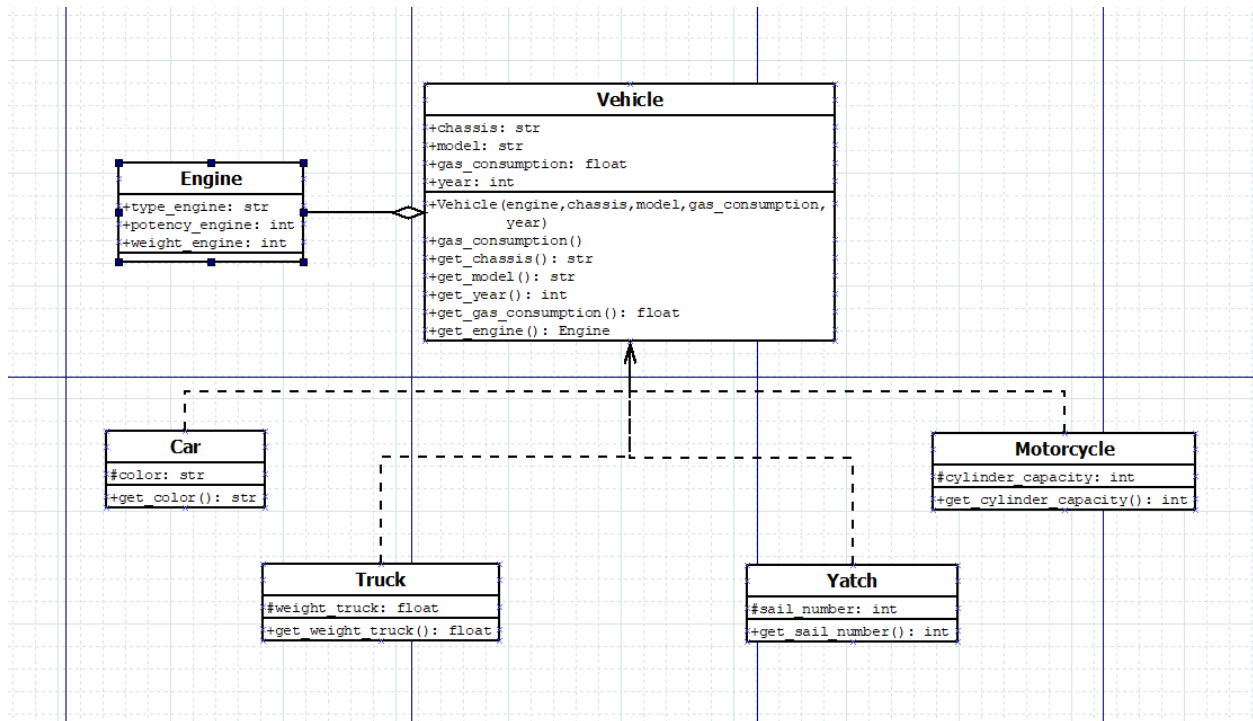 Vehicle
+chassis: str
+model: str
+gas_consumption: float
+year: int
+Vehicle(engine,chassis,model,gas_consumption,
year)
+gas_consumption()
+get_chassis(): str
+get_model(): str
+get_year(): int
+get_gas_consumption(): float
+get_engine(): Engine
Engine
+type_engine: str
+potency_engine: int
+weight_engine: int
Car
#color: str
+get_color(): str
Motorcycle
#cylinder_capacity: int
+get_cylinder_capacity(): int
Truck
#weight_truck: float
+get_weight_truck(): float
Yatch
#sail_number: int
+get_sail_number(): int